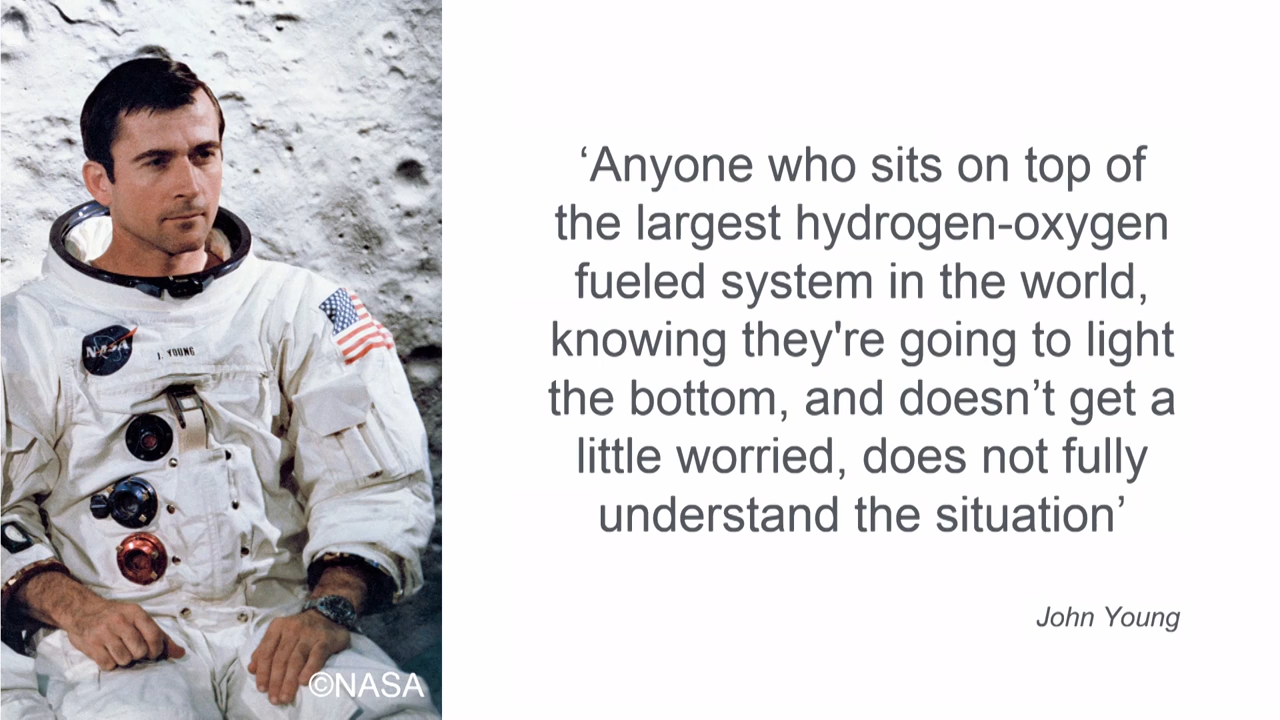 NASA
J. YOUNG
©NASA
‘Anyone who sits on top of
the largest hydrogen-oxygen
fueled system in the world,
knowing they're going to light
the bottom, and doesn’t get a
little worried, does not fully
understand the situation’
John Young